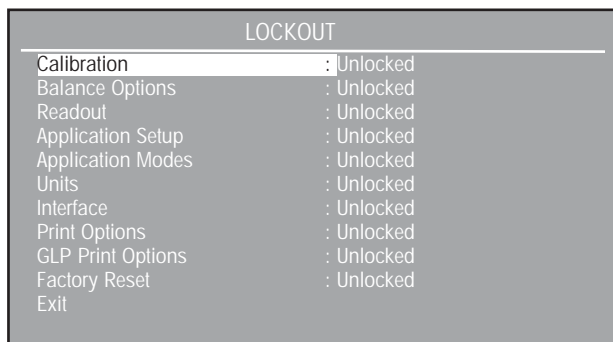 LOCKOUT
Calibration : Unlocked
Balance Options : Unlocked
Readout : Unlocked
Application Setup : Unlocked
Application Modes : Unlocked
Units : Unlocked
Interface : Unlocked
Print Options : Unlocked
GLP Print Options : Unlocked
Factory Reset : Unlocked
Exit